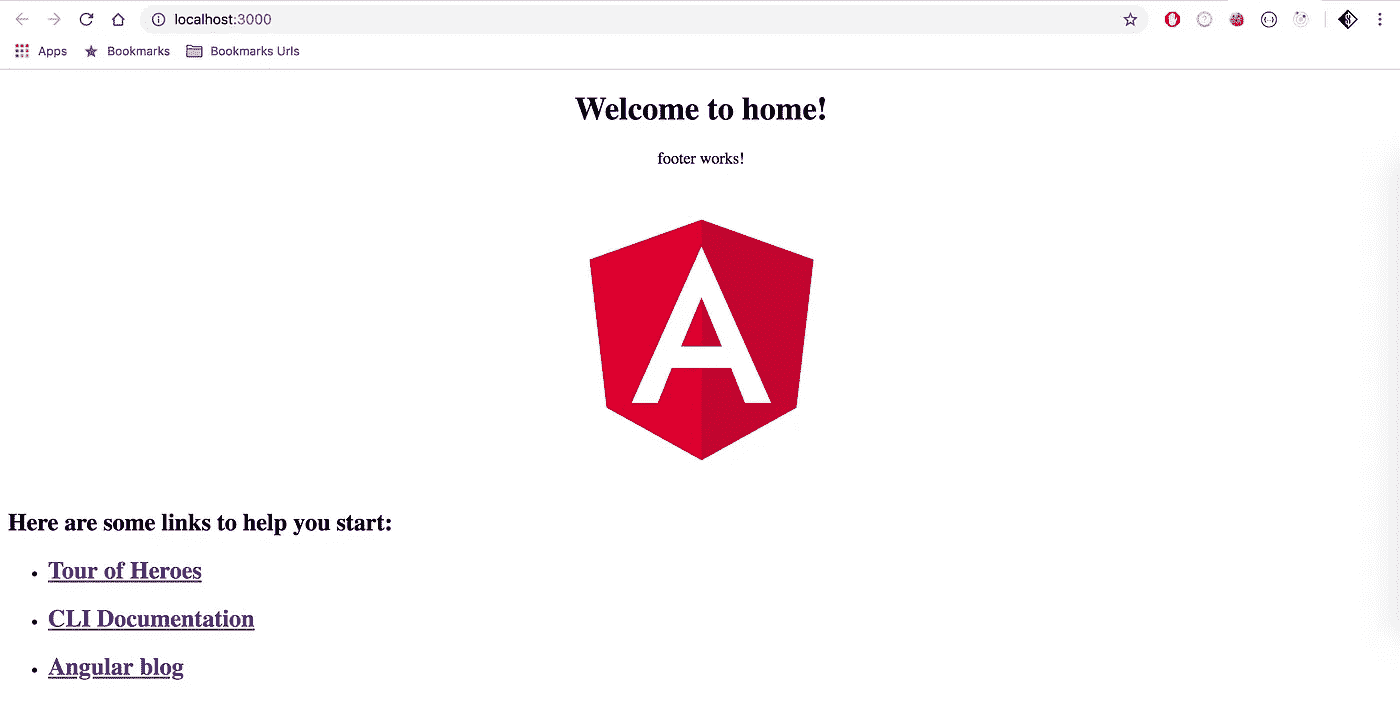 localhost:3000
Apps
Bookmarks
Bookmarks Urls
Welcome to home!
footer works!
A
Here are some links to help you start:
Tour of Heroes
CLI Documentation
Angular blog